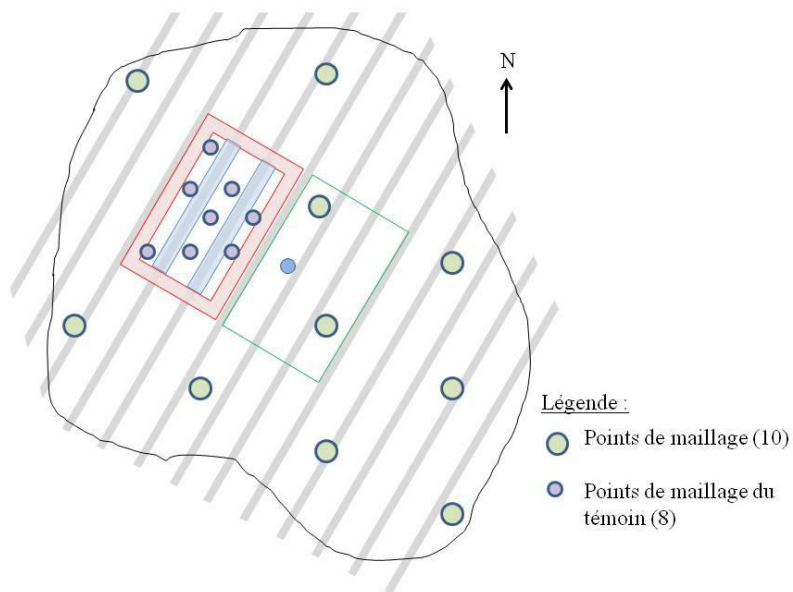 N
Légende :
Points de maillage (10)
Points de maillage du
témoin (8)